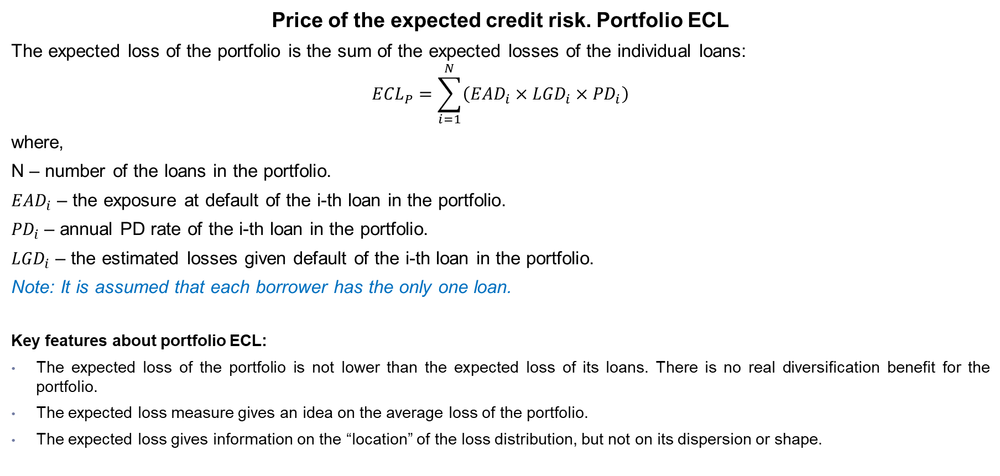 Price of the expected credit risk. Portfolio ECL
The expected loss of the portfolio is the sum of the expected losses of the individual loans:
N
ECL_P = ∑(EAD_i × LGD_i × PD_i)
i=1
where,
N – number of the loans in the portfolio.
EAD_i – the exposure at default of the i-th loan in the portfolio.
PD_i – annual PD rate of the i-th loan in the portfolio.
LGD_i – the estimated losses given default of the i-th loan in the portfolio.
Note: It is assumed that each borrower has the only one loan.
Key features about portfolio ECL:
• The expected loss of the portfolio is not lower than the expected loss of its loans. There is no real diversification benefit for the
portfolio.
• The expected loss measure gives an idea on the average loss of the portfolio.
• The expected loss gives information on the “location” of the loss distribution, but not on its dispersion or shape.